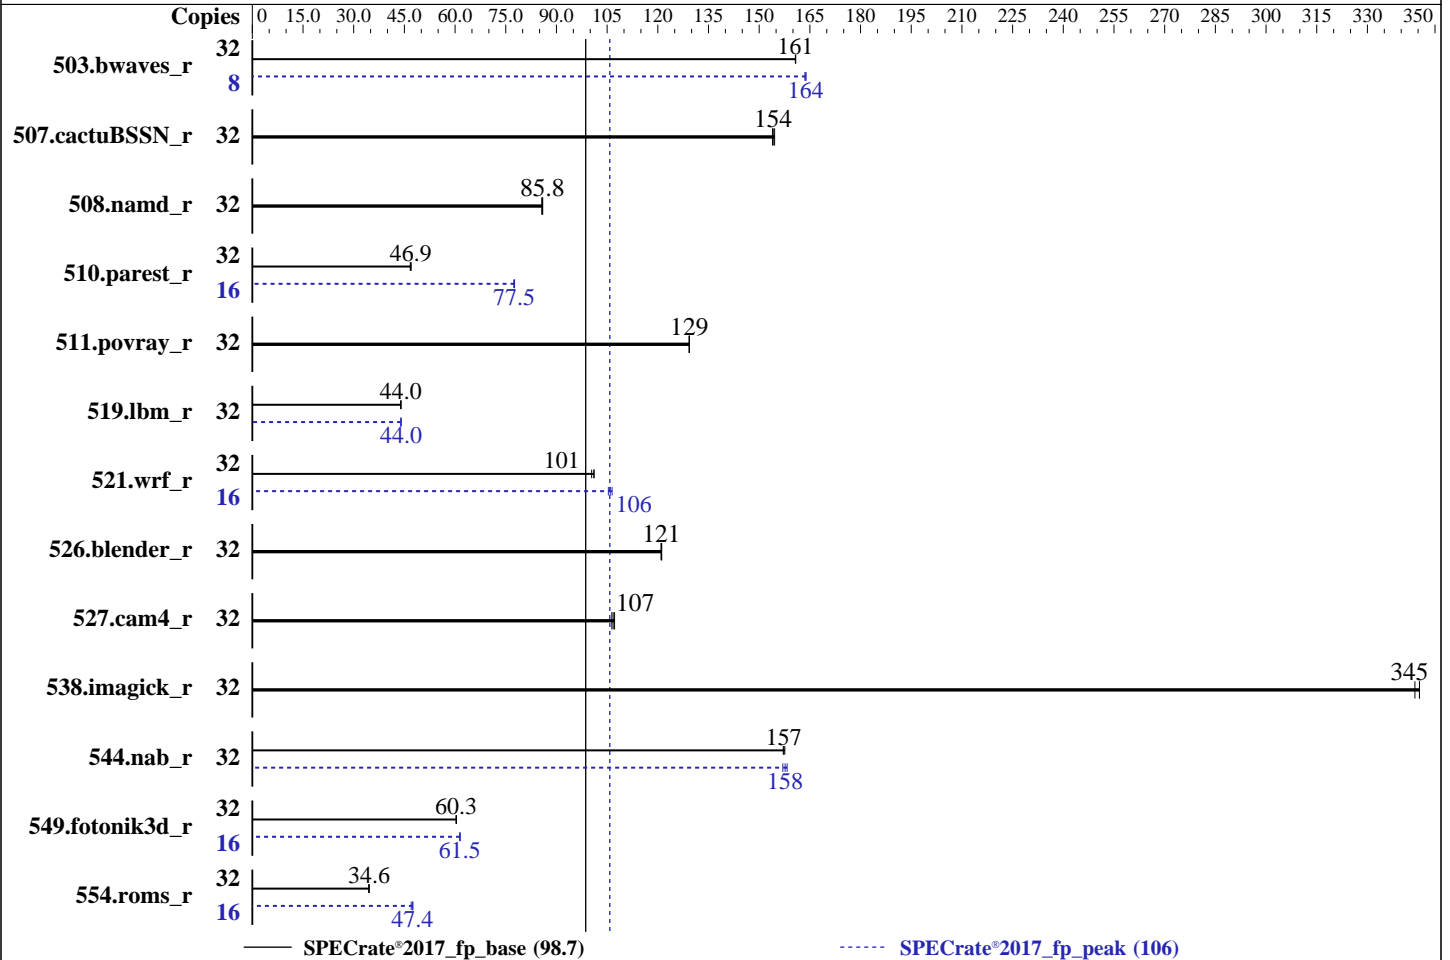 Copies 0 15.0 30.0 45.0 60.0 75.0 90.0 105 120 135 150 165 180 195 210 225 240 255 270 285 300 315 330 350
503.bwaves_r 32 161
8 164
507.cactuBSSN_r 32 154
508.namd_r 32 85.8
510.parest_r 32 46.9
16 77.5
511.povray_r 32 129
519.lbm_r 32 44.0
44.0
521.wrf_r 32 101
16 106
526.blender_r 32 121
527.cam4_r 32 107
538.imagick_r 32 345
544.nab_r 32 157
158
549.fotonik3d_r 32 60.3
16 61.5
554.roms_r 32 34.6
16 47.4
SPECrate®2017_fp_base (98.7) SPECrate®2017_fp_peak (106)